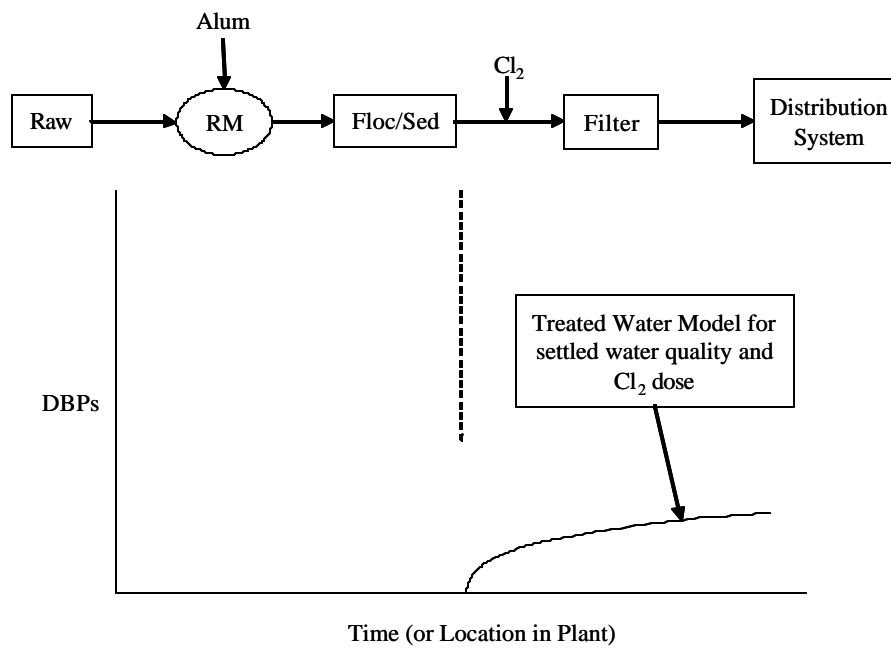 Alum
Cl₂
Raw
RM
Floc/Sed
Filter
Distribution
System
Treated Water Model for
settled water quality and
Cl₂ dose
DBPs
Time (or Location in Plant)